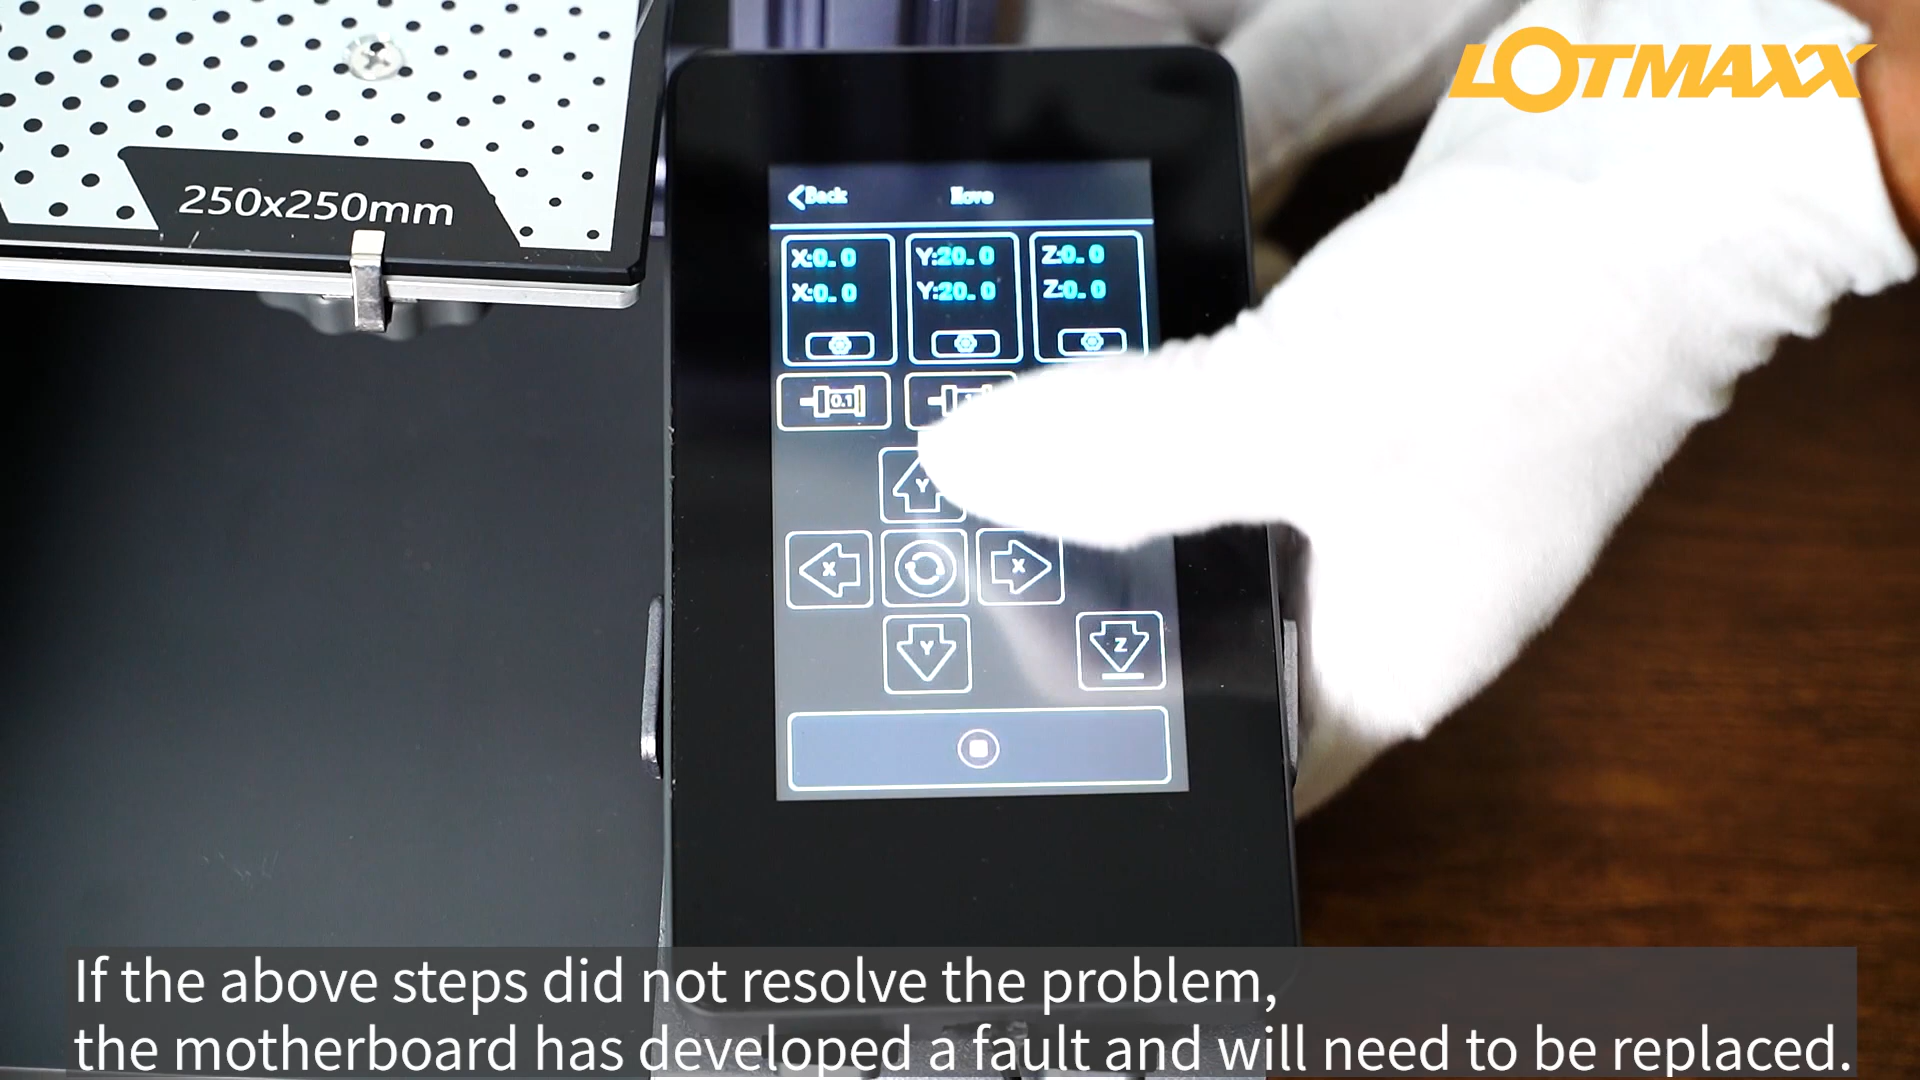 LOTMAXX
250x250mm
Back Move
X:0.0 Y:20.0 Z:0.0
X:0.0 Y:20.0 Z:0.0
0.1
Y
X X
Y Z
If the above steps did not resolve the problem,
the motherboard has developed a fault and will need to be replaced.